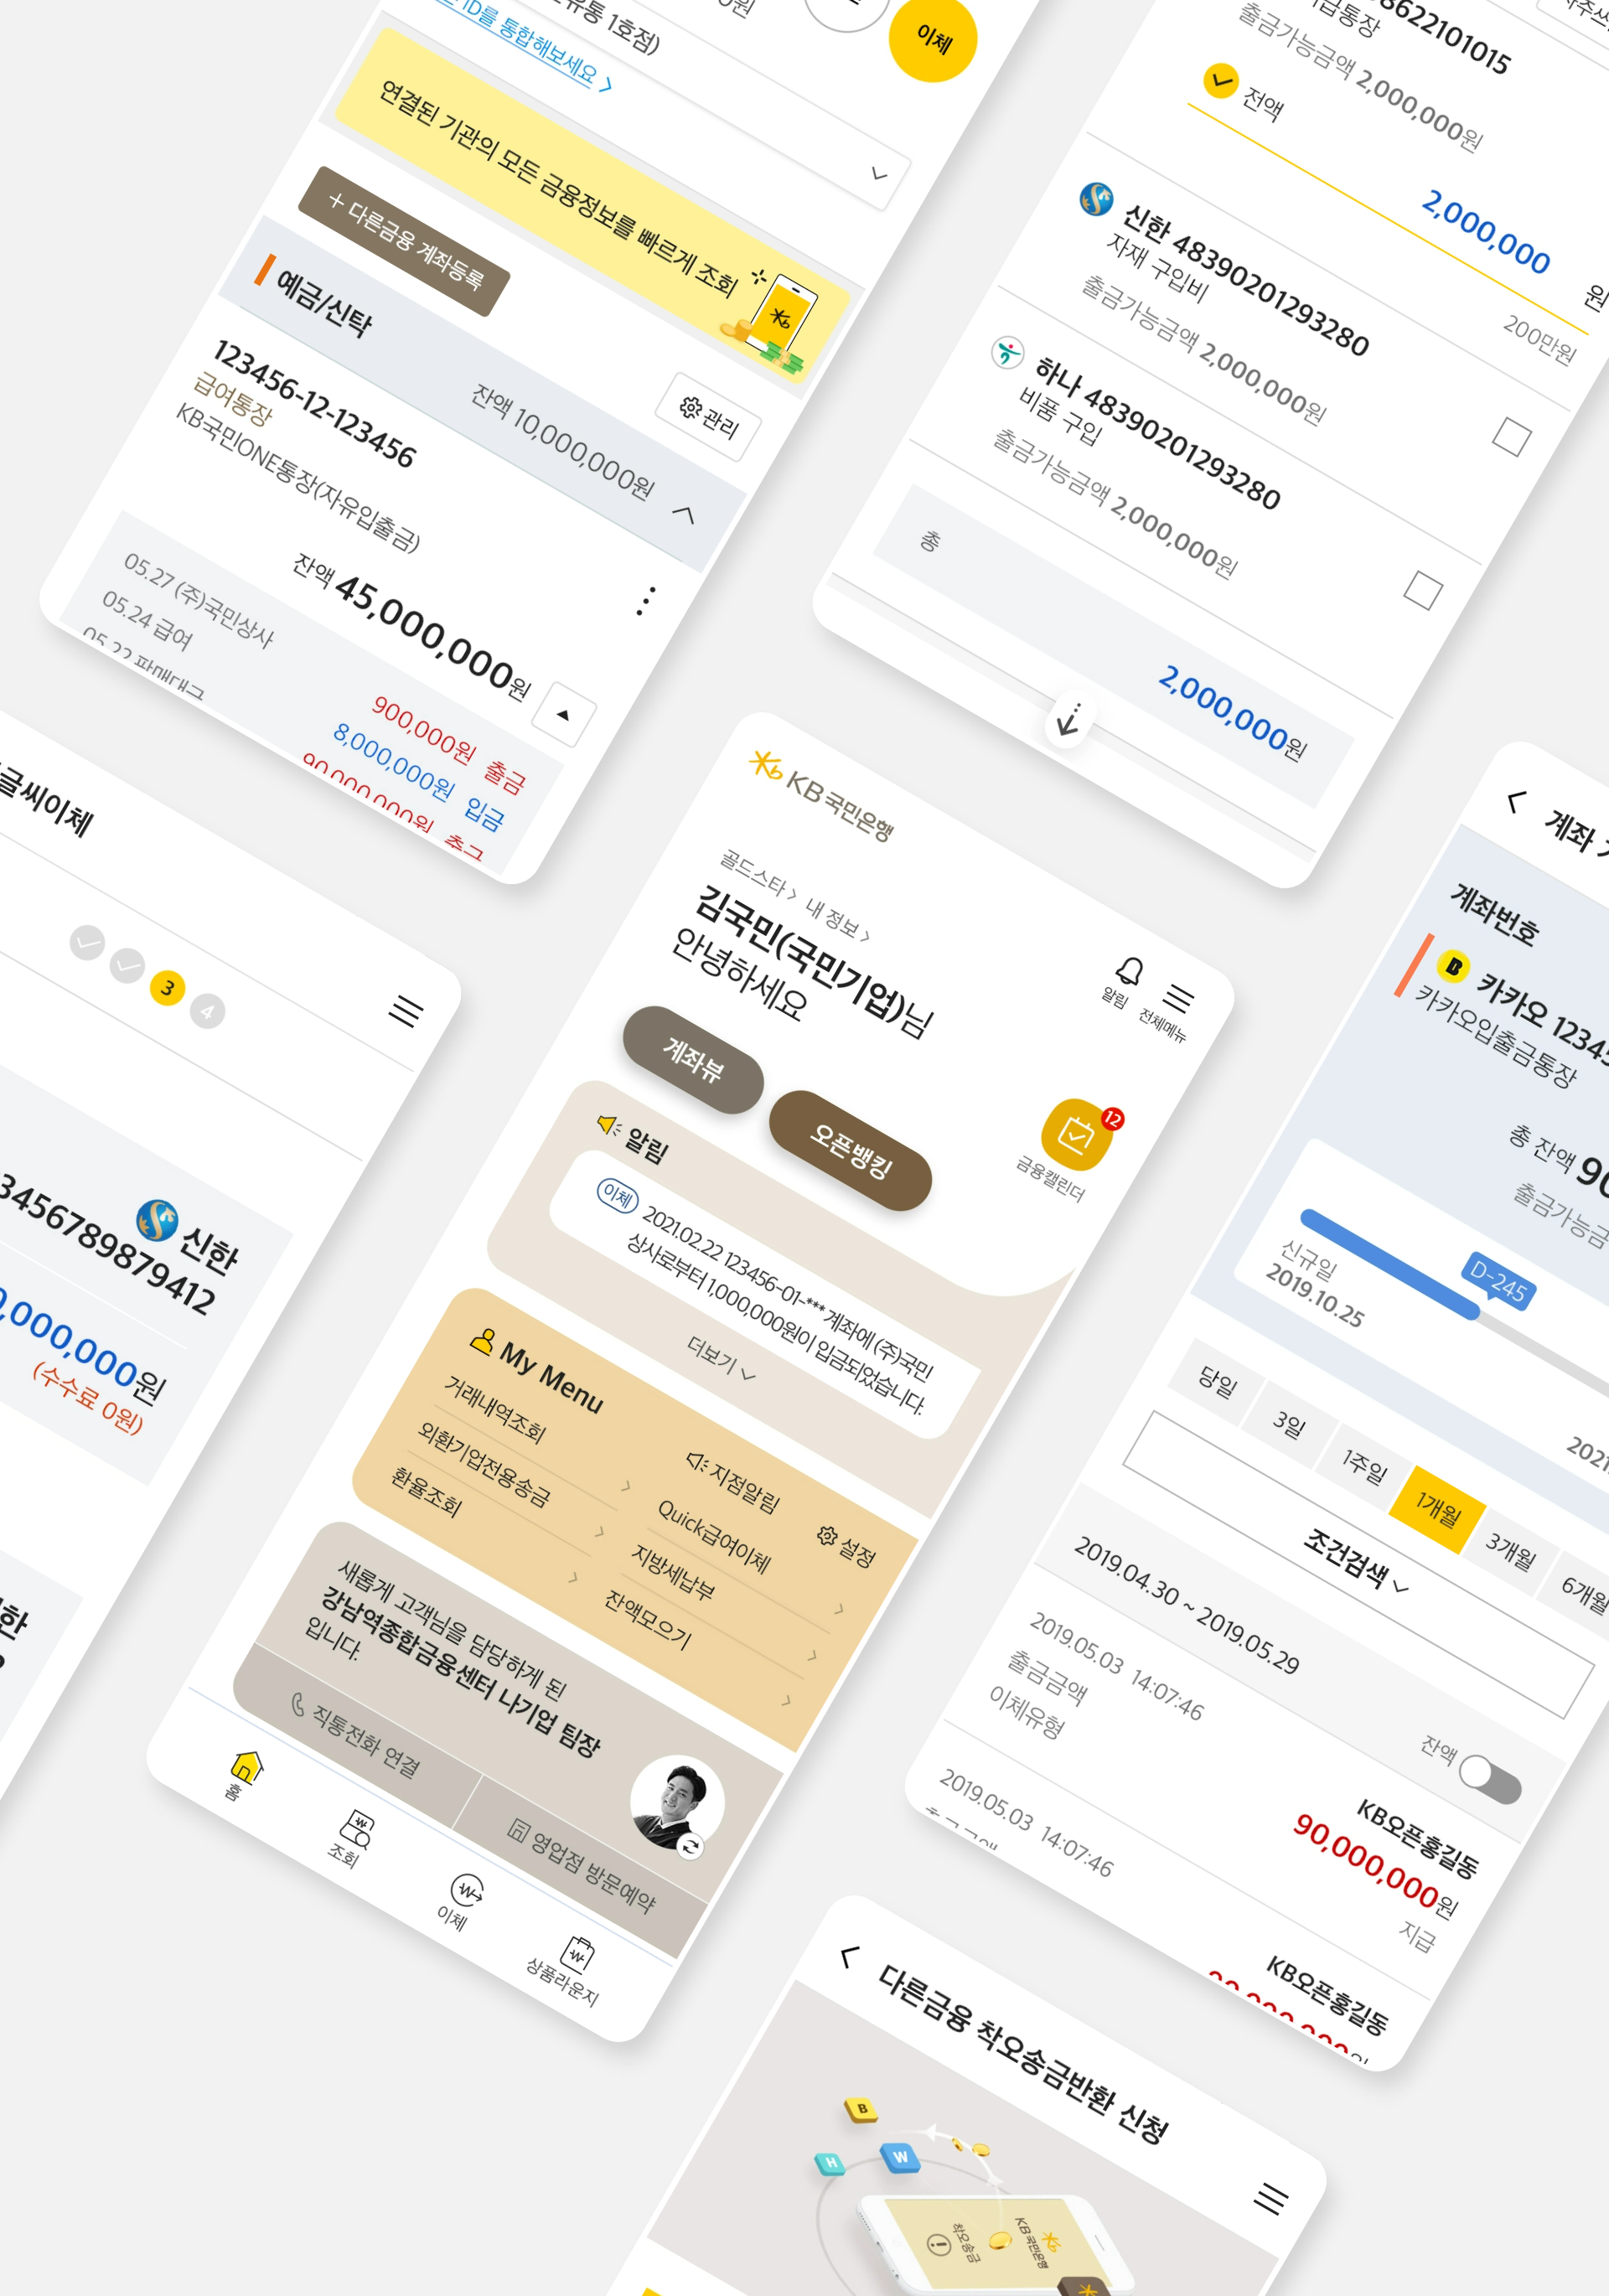 유통 1호점)
ID를 통합해보세요 >
이체
연결된 기관의 모든 금융정보를 빠르게 조회
+ 다른금융 계좌등록
예금/신탁
잔액 10,000,000원
관리
123456-12-123456
급여통장
KB국민ONE통장(자유입출금)
잔액 45,000,000원
05.27 (주)국민상사
900,000원 출금
05.24 급여
8,000,000원 입금
05.22 판매대금
출금
8622101015
급통장
출금가능금액 2,000,000원
전액
2,000,000 원
200만원
신한 4839020129328​0
자재 구입비
출금가능금액 2,000,000원
하나 48390201293280
비품 구입
출금가능금액 2,000,000원
총
2,000,000원
글씨이체
3
4
신한
3456789879412
0,000,000원
(수수료 0원)
KB국민은행
골드스타 > 내 정보 >
김국민(국민기업)님
안녕하세요
알림
전체메뉴
계좌뷰
오픈뱅킹
12
금융캘린더
알림
이체
2021.02.22 123456-01-***계좌에 (주)국민
상사로부터 1,000,000원이 입금되었습니다.
더보기
My Menu
지점알림
설정
거래내역조회
Quick급여이체
외환기업전용송금
지방세납부
환율조회
잔액모으기
새롭게 고객님을 담당하게 된
강남역종합금융센터 나기업 팀장
입니다.
직통전화 연결
영업점 방문예약
홈
조회
이체
상품라운지
계좌
계좌번호
카카오 12345
카카오입출금통장
총 잔액 90
출금가능금
D-245
신규일
2019.10.25
2021.
당일
3일
1주일
1개월
3개월
6개월
조건검색
2019.04.30 ~ 2019.05.29
잔액
2019.05.03 14:07:46
KB오픈홍길동
출금금액
90,000,000원
이체유형
지급
2019.05.03 14:07:46
KB오픈홍길동
다른금융 착오송금반환 신청
B
H
W
착오송금
KB국민은행